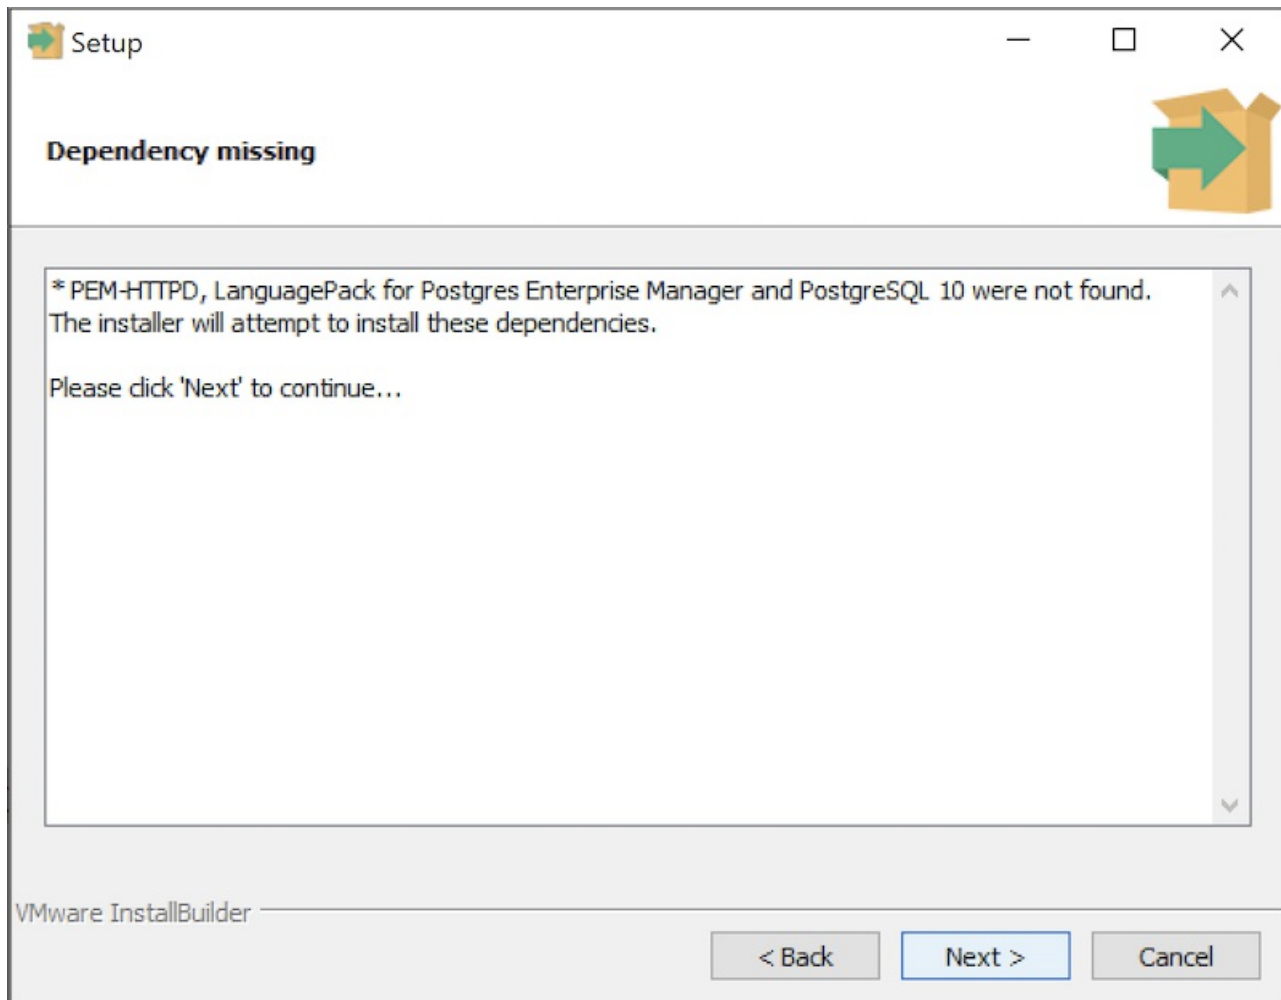 Setup
Dependency missing
* PEM-HTTPD, LanguagePack for Postgres Enterprise Manager and PostgreSQL 10 were not found.
The installer will attempt to install these dependencies.
Please click 'Next' to continue...
VMware InstallBuilder
< Back
Next >
Cancel